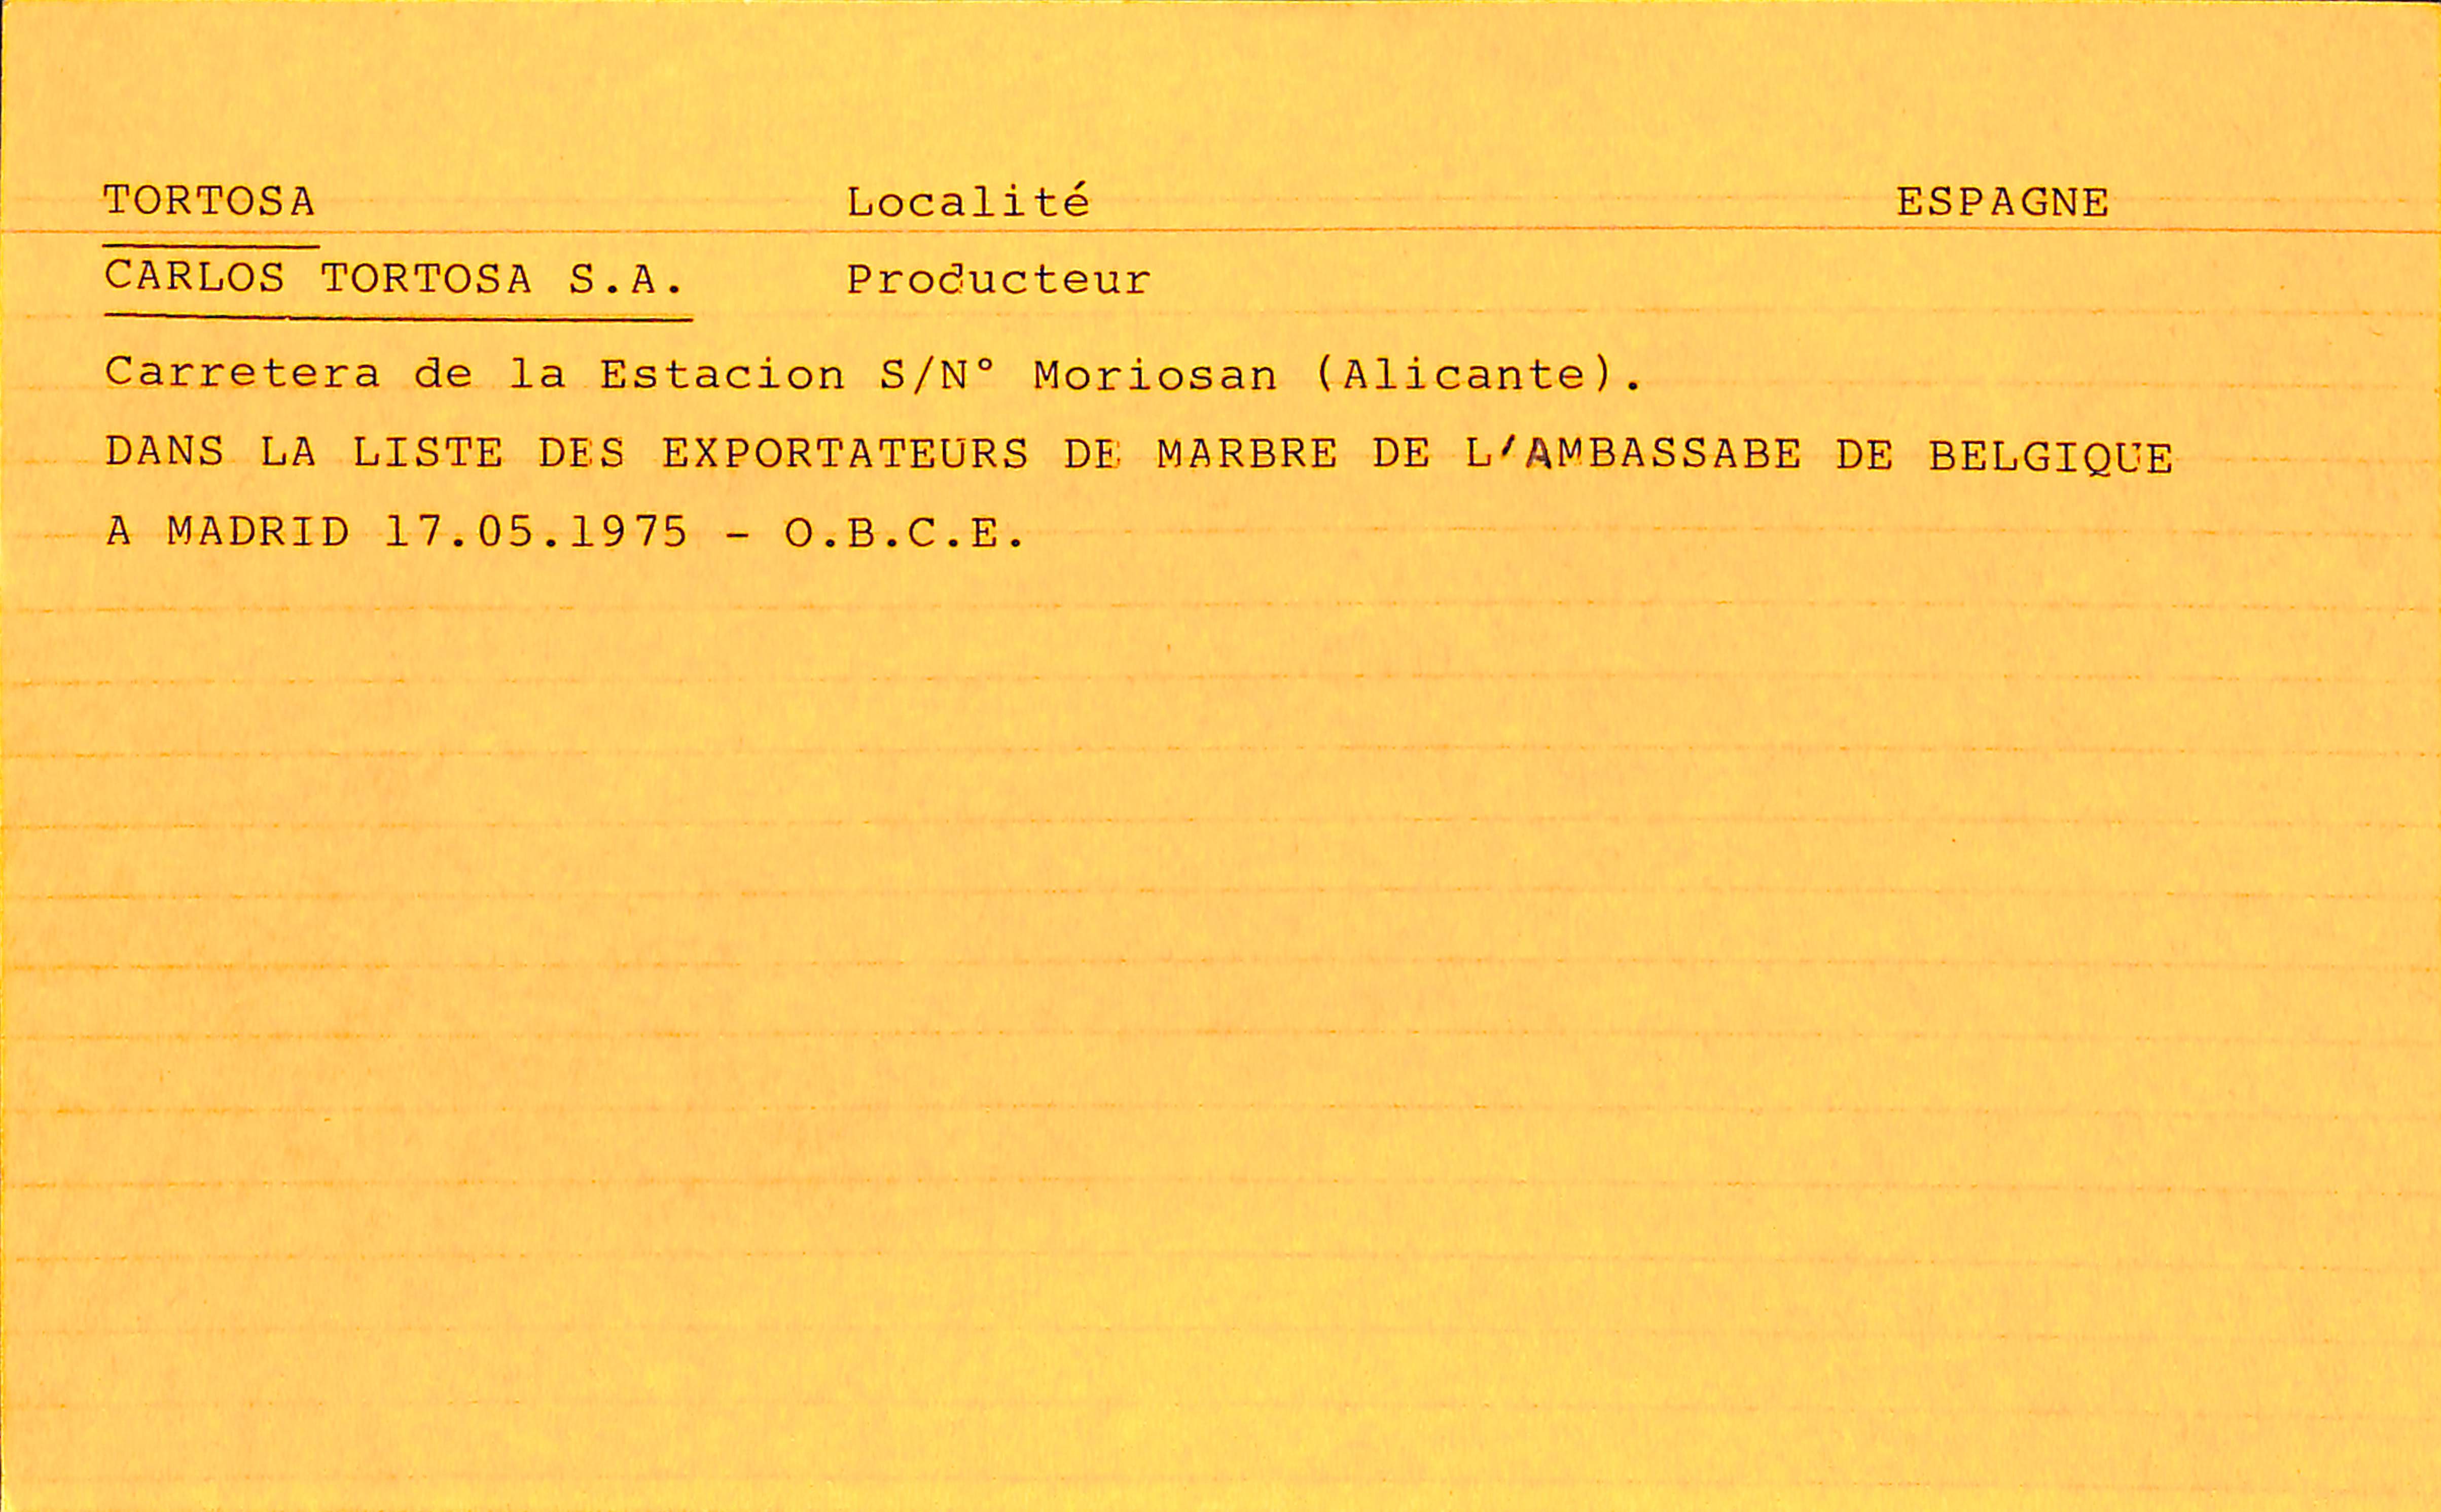 TORTOSA Localité ESPAGNE
CARLOS TORTOSA S.A. Producteur
Carretera de la Estacion S/N° Moriosan (Alicante).
DANS LA LISTE DES EXPORTATEURS DE MARBRE DE L'AMBASSABE DE BELGIQUE
A MADRID 17.05.1975 - O.B.C.E.